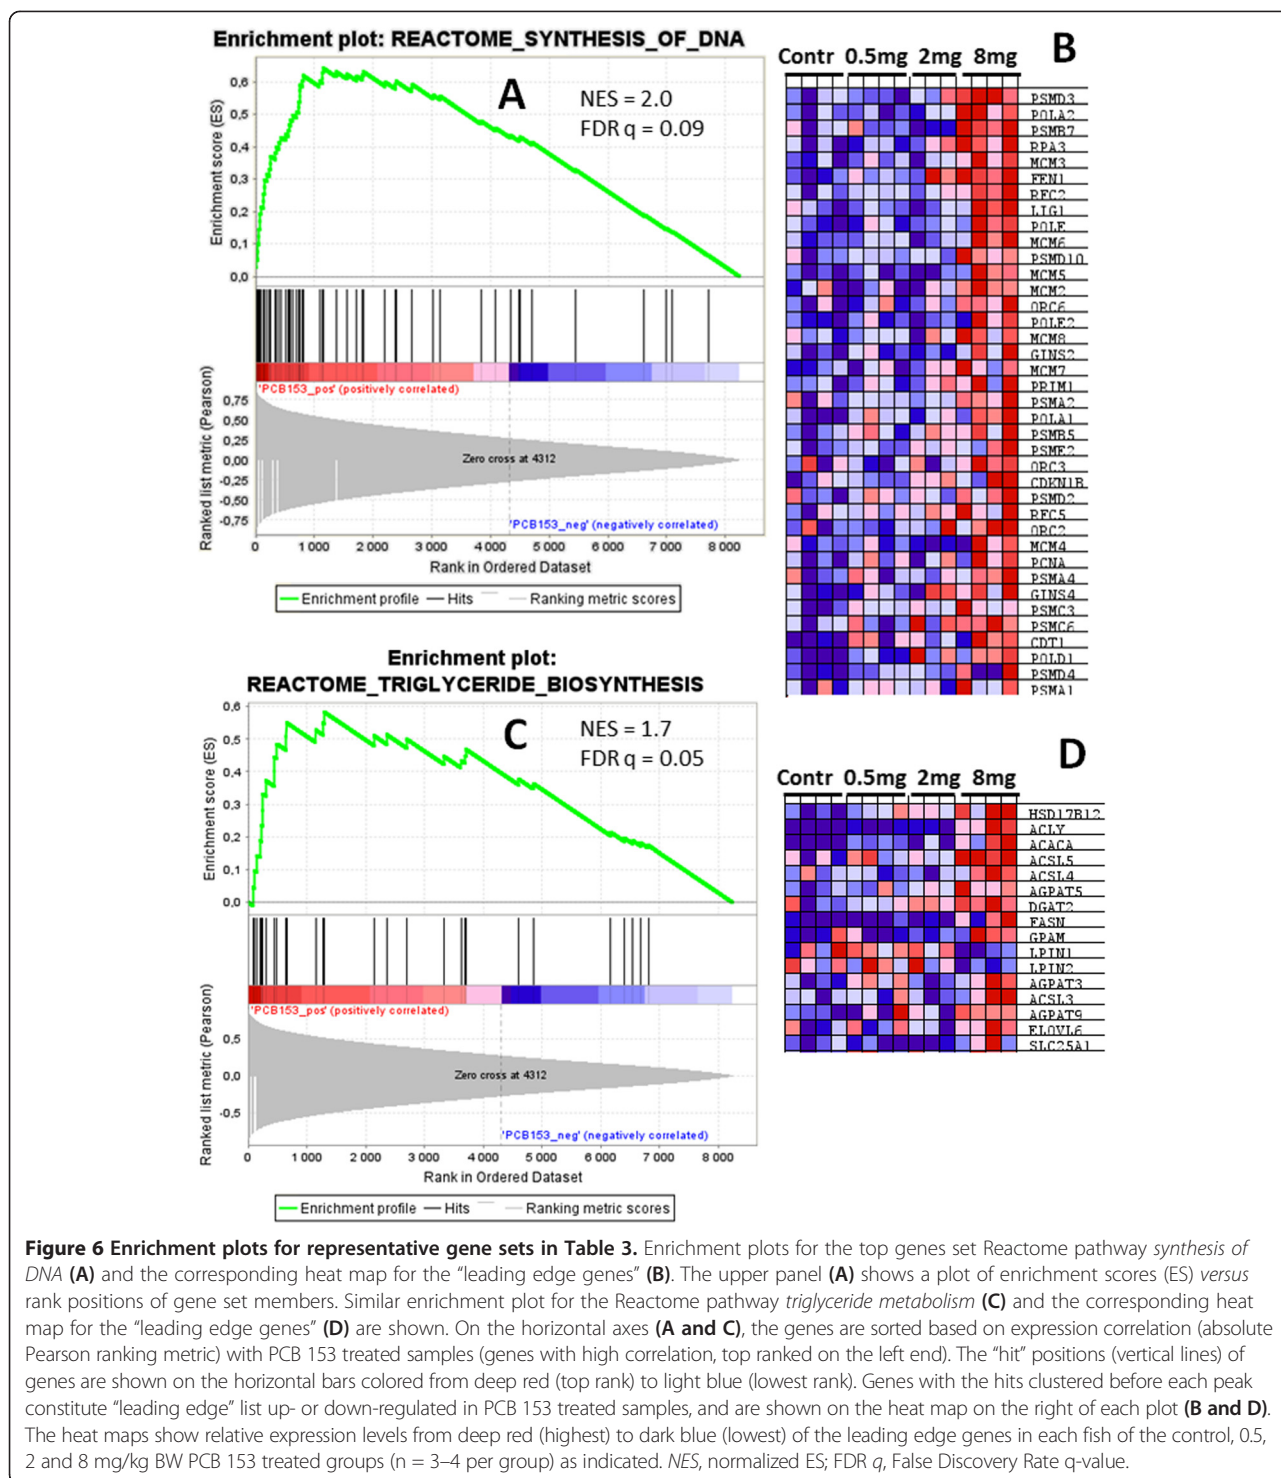 Enrichment plot: REACTOME_SYNTHESIS_OF_DNA
A
NES = 2.0
FDR q = 0.09
Enrichment score (ES)
0,6
0,5
0,4
0,3
0,2
0,1
0,0
'PCB153_pos' (positively correlated)
Ranked list metric (Pearson)
0,75
0,50
0,25
0,00
-0,25
-0,50
-0,75
Zero cross at 4312
'PCB153_neg' (negatively correlated)
0 1 000 2 000 3 000 4 000 5 000 6 000 7 000 8 000
Rank in Ordered Dataset
Enrichment profile Hits Ranking metric scores
B
Contr 0.5mg 2mg 8mg
PSMD3
POLA2
PSMB7
RPA3
MCM3
FEN1
RFC2
LIG1
POLE
MCM6
PSMD10
MCM5
MCM2
ORC6
POLE2
MCM8
GINS2
MCM7
PRIM1
PSMA2
POLA1
PSMB5
PSME2
ORC3
CDKN1B
PSMD2
RFC5
ORC2
MCM4
PCNA
PSMA4
GINS4
PSMC3
PSMC6
CDT1
POLD1
PSMD4
PSMA1
Enrichment plot:
REACTOME_TRIGLYCERIDE_BIOSYNTHESIS
C
NES = 1.7
FDR q = 0.05
Enrichment score (ES)
0,6
0,5
0,4
0,3
0,2
0,1
0,0
'PCB153_pos' (positively correlated)
Ranked list metric (Pearson)
0,5
0,0
-0,5
Zero cross at 4312
'PCB153_neg' (negatively correlated)
0 1 000 2 000 3 000 4 000 5 000 6 000 7 000 8 000
Rank in Ordered Dataset
Enrichment profile Hits Ranking metric scores
D
Contr 0.5mg 2mg 8mg
HSD17B12
ACLY
ACACA
ACSL5
ACSL4
AGPAT5
DGAT2
FASN
GPAM
LPIN1
LPIN2
AGPAT3
ACSL3
AGPAT9
ELOVL6
SLC25A1
Figure 6 Enrichment plots for representative gene sets in Table 3. Enrichment plots for the top genes set Reactome pathway synthesis of
DNA (A) and the corresponding heat map for the “leading edge genes” (B). The upper panel (A) shows a plot of enrichment scores (ES) versus
rank positions of gene set members. Similar enrichment plot for the Reactome pathway triglyceride metabolism (C) and the corresponding heat
map for the “leading edge genes” (D) are shown. On the horizontal axes (A and C), the genes are sorted based on expression correlation (absolute
Pearson ranking metric) with PCB 153 treated samples (genes with high correlation, top ranked on the left end). The “hit” positions (vertical lines) of
genes are shown on the horizontal bars colored from deep red (top rank) to light blue (lowest rank). Genes with the hits clustered before each peak
constitute “leading edge” list up- or down-regulated in PCB 153 treated samples, and are shown on the heat map on the right of each plot (B and D).
The heat maps show relative expression levels from deep red (highest) to dark blue (lowest) of the leading edge genes in each fish of the control, 0.5,
2 and 8 mg/kg BW PCB 153 treated groups (n = 3–4 per group) as indicated. NES, normalized ES; FDR q, False Discovery Rate q-value.